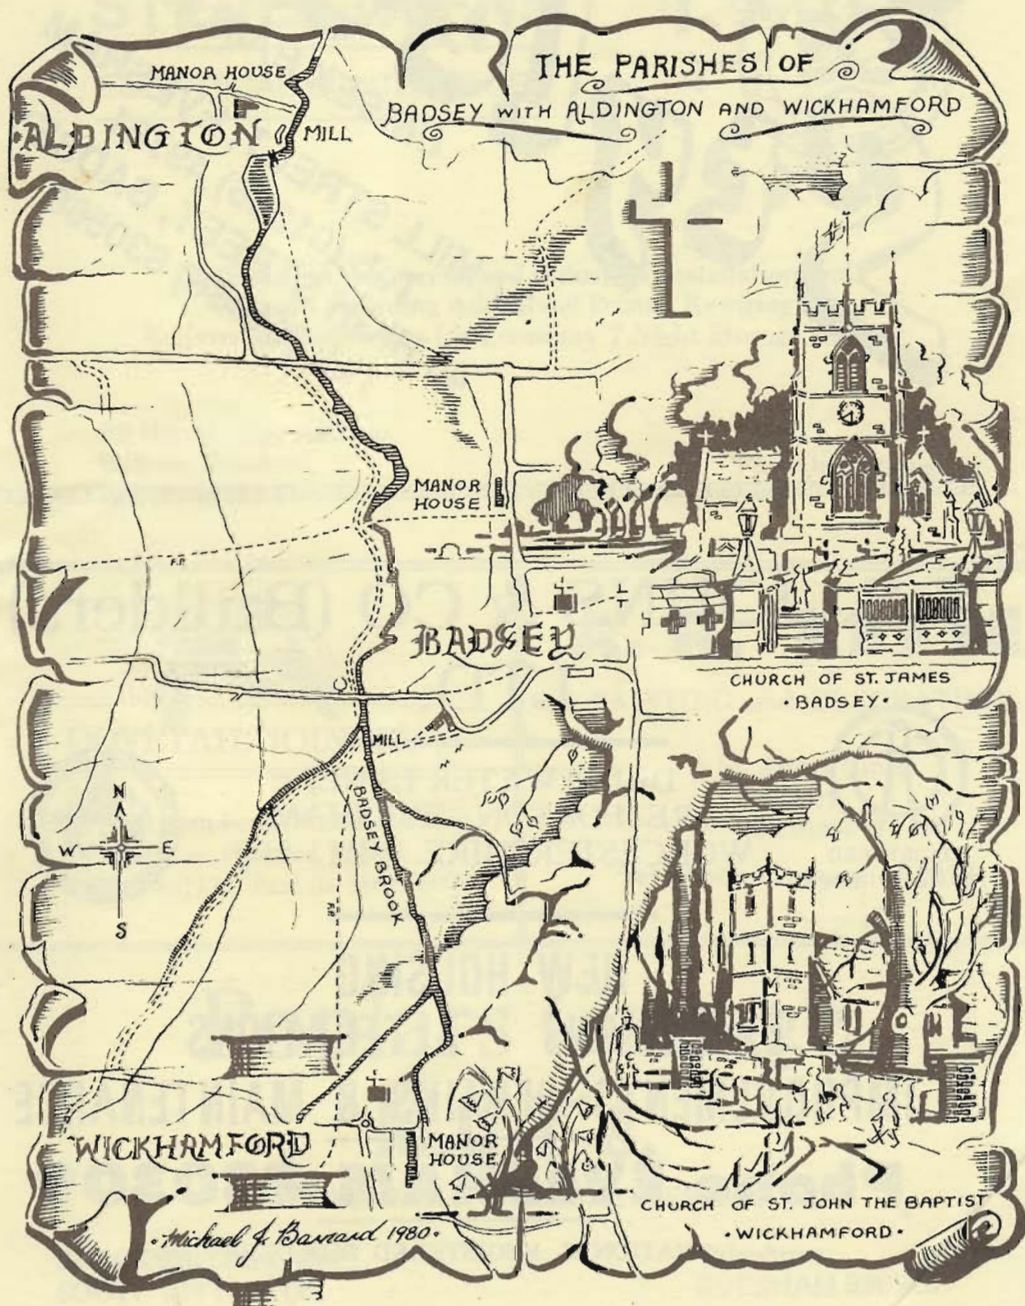 THE PARISHES OF
BADSEY WITH ALDINGTON AND WICKHAMFORD
MANOR HOUSE
ALDINGTON
MILL
MANOR
HOUSE
F.P.
BADSEY
CHURCH OF ST. JAMES
· BADSEY ·
MILL
BADSEY BROOK
F.P.
N
W E
S
WICKHAMFORD
MANOR
HOUSE
CHURCH OF ST. JOHN THE BAPTIST
· WICKHAMFORD ·
· Michael J. Barnard 1980 ·